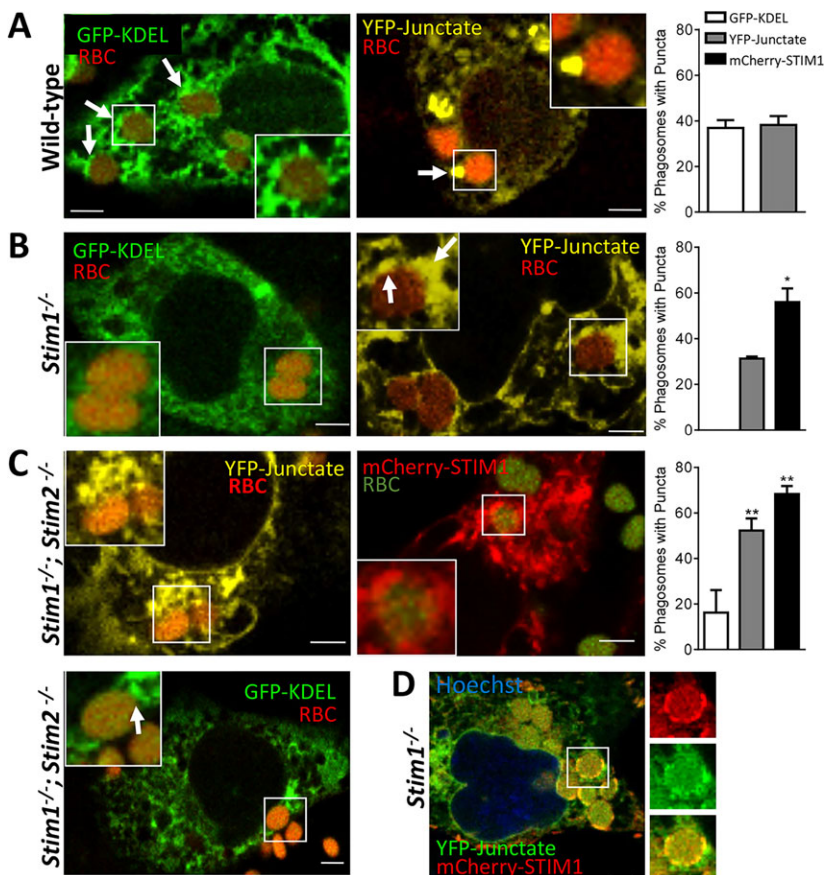 A
GFP-KDEL
RBC
Wild-type
YFP-Junctate
RBC
GFP-KDEL
YFP-Junctate
mCherry-STIM1
% Phagosomes with Puncta
80
60
40
20
0
B
GFP-KDEL
RBC
Stim1-/-
YFP-Junctate
RBC
% Phagosomes with Puncta
80
60
40
20
0
*
C
YFP-Junctate
RBC
Stim1-/-; Stim2 -/-
mCherry-STIM1
RBC
% Phagosomes with Puncta
80
60
40
20
0
**
**
GFP-KDEL
RBC
Stim1-/-; Stim2 -/-
D
Hoechst
Stim1-/-
YFP-Junctate
mCherry-STIM1